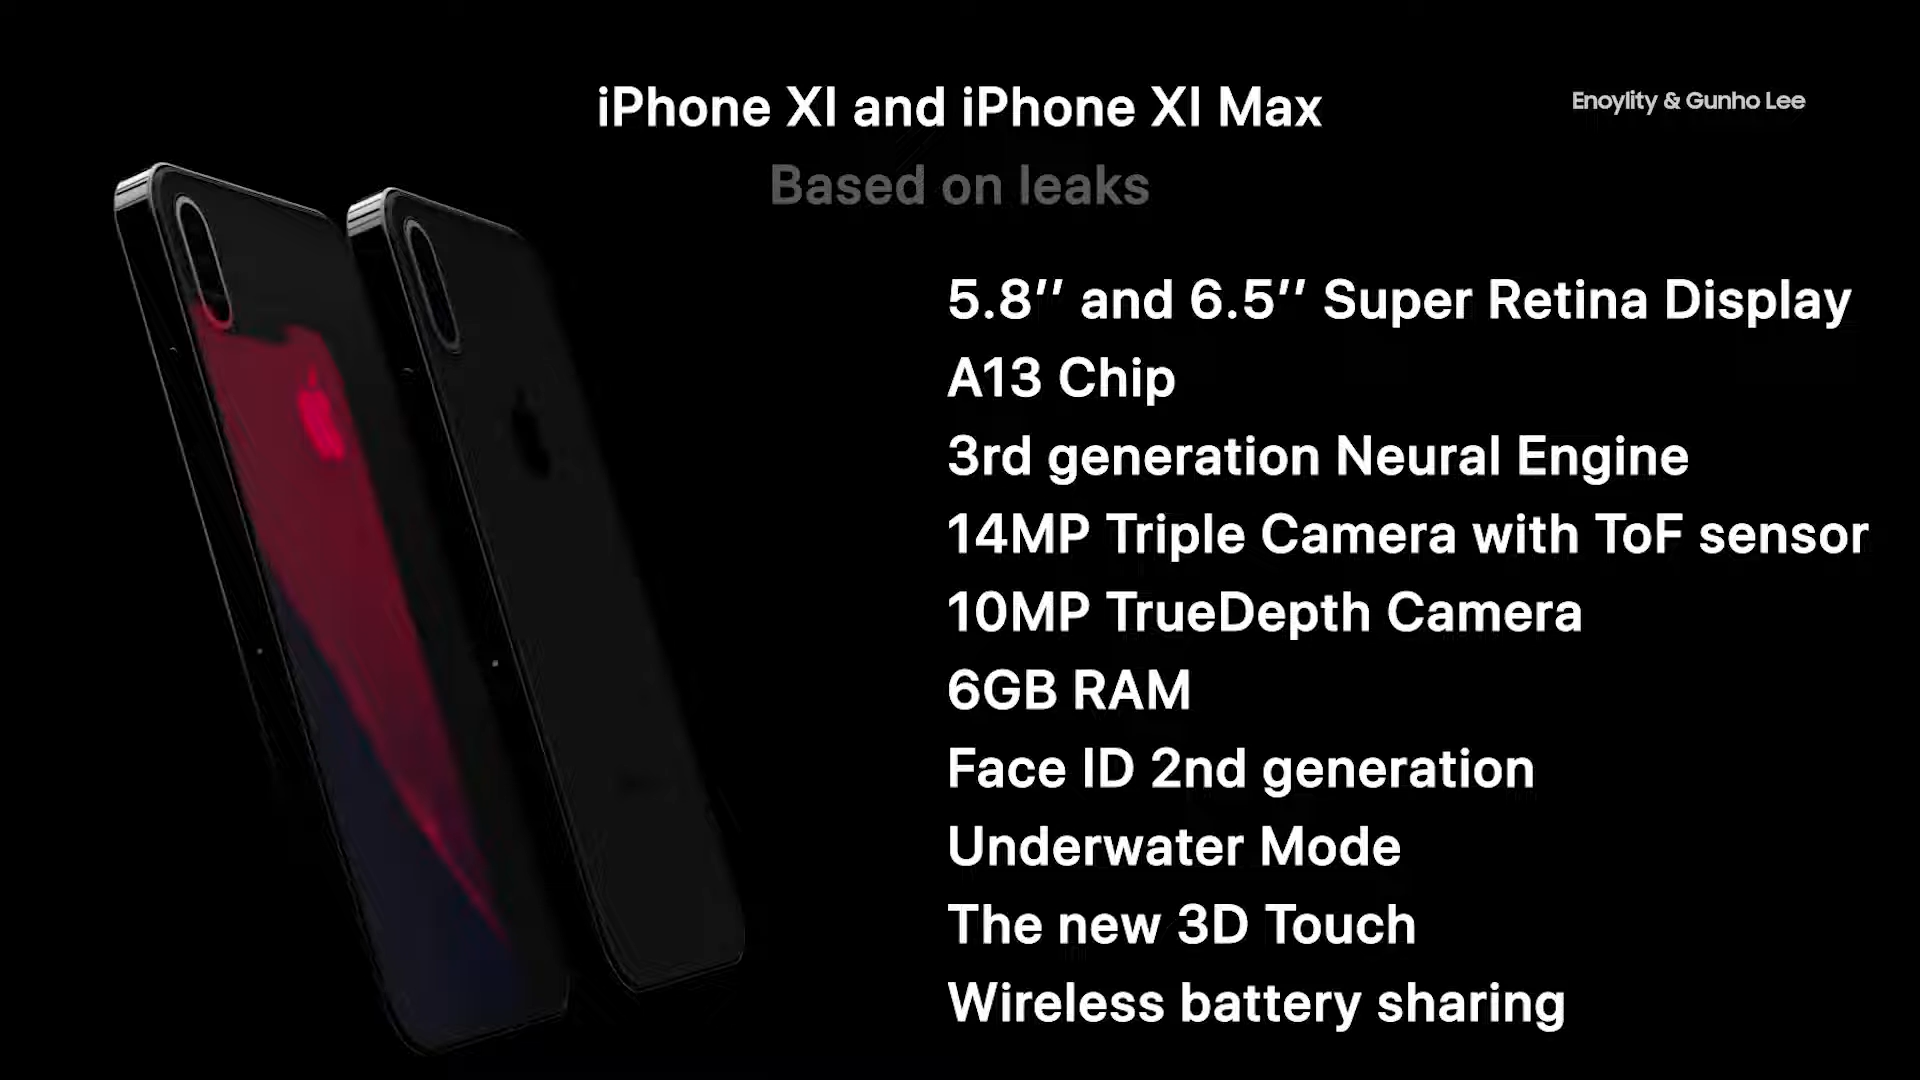 iPhone XI and iPhone XI Max
Enoylity & Gunho Lee
Based on leaks
5.8′′ and 6.5′′ Super Retina Display
A13 Chip
3rd generation Neural Engine
14MP Triple Camera with ToF sensor
10MP TrueDepth Camera
6GB RAM
Face ID 2nd generation
Underwater Mode
The new 3D Touch
Wireless battery sharing